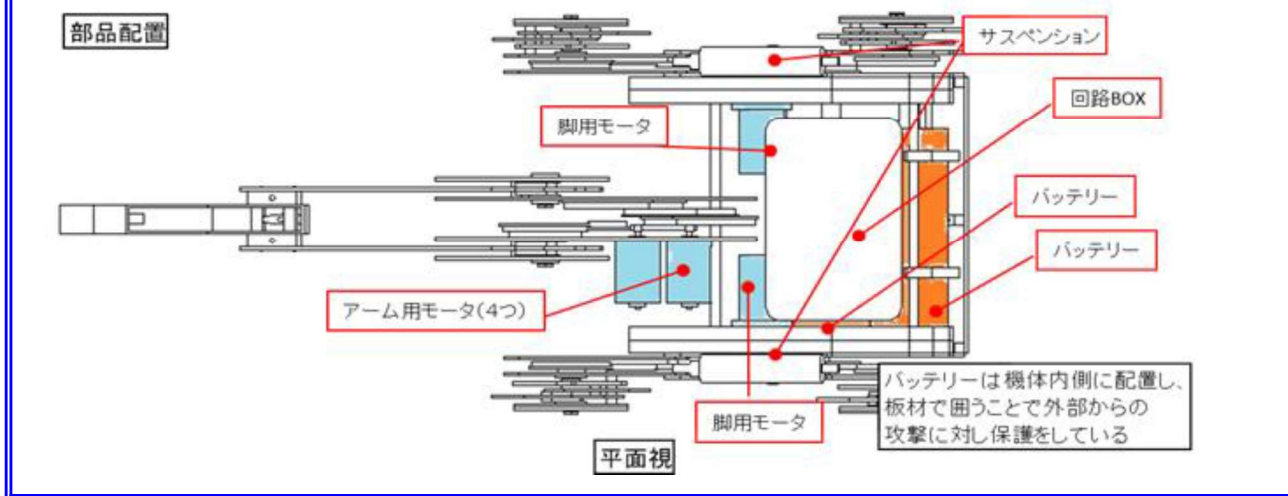 部品配置
サスペンション
回路BOX
脚用モータ
バッテリー
バッテリー
アーム用モータ(4つ)
脚用モータ
バッテリーは機体内側に配置し、
板材で囲うことで外部からの
攻撃に対し保護をしている
平面視